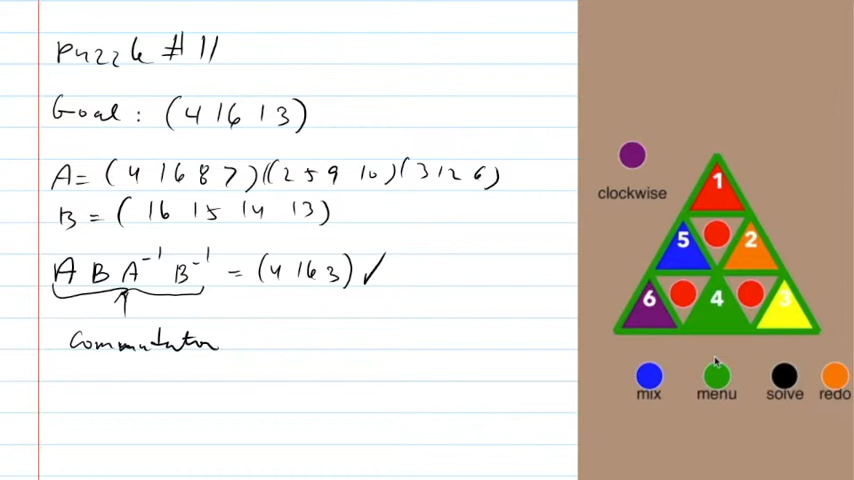 Puzzle # 11
Goal : (4 16 13)
A= (4 16 8 7)(2 5 9 10)(3 12 6)
B = ( 16 15 14 13)
A B A⁻¹ B⁻¹ = (4 16 3) ✓
Commutator
clockwise
1
5 2
6 4 3
mix menu solve redo